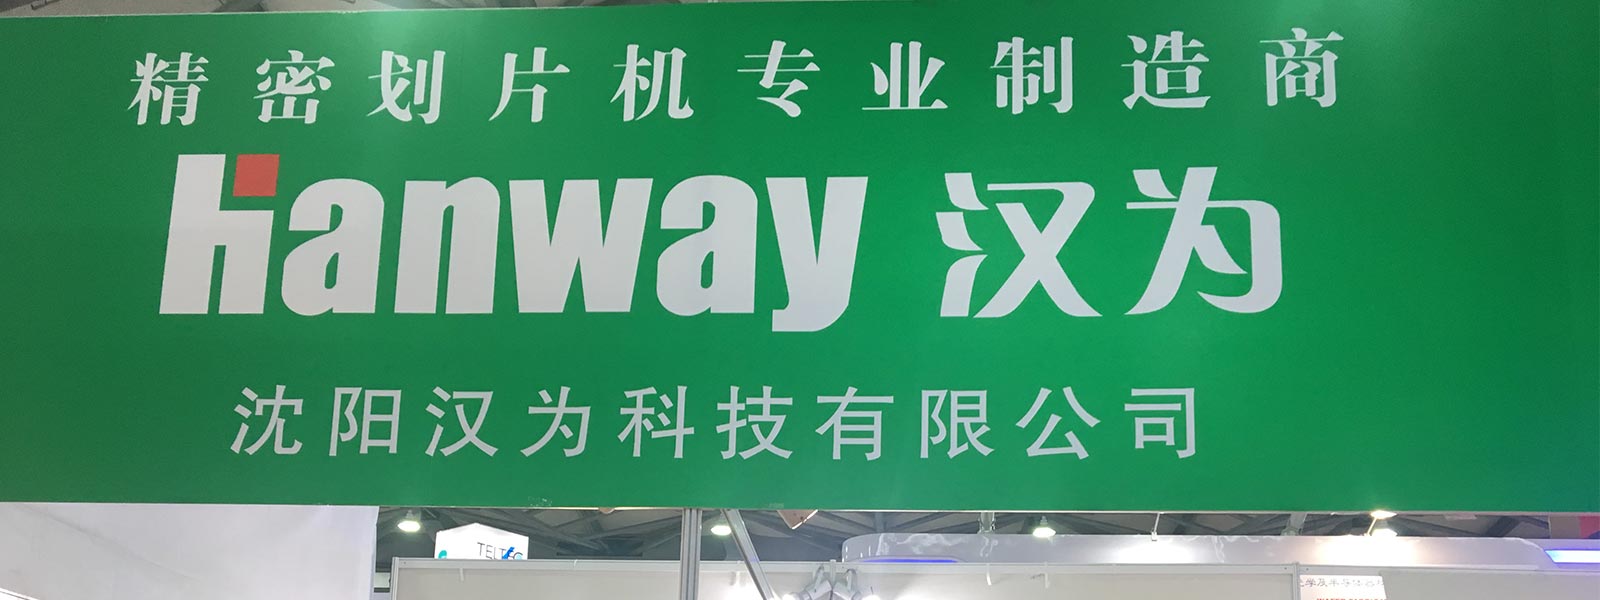 精密划片机专业制造商
Hanway 汉为
沈阳汉为科技有限公司